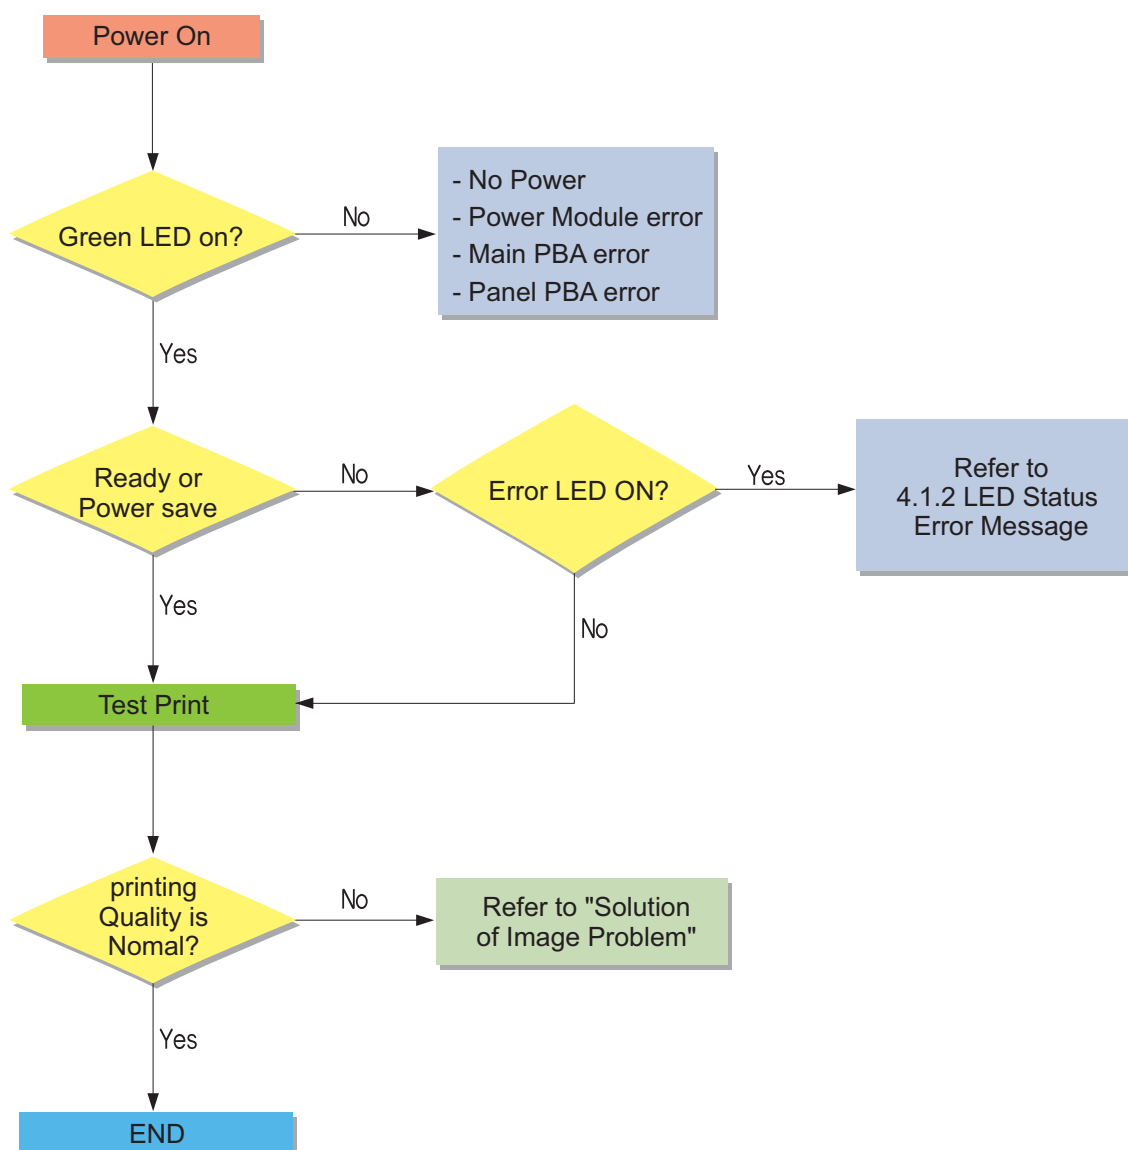 Power On
Green LED on?
No
- No Power
- Power Module error
- Main PBA error
- Panel PBA error
Yes
Ready or
Power save
No
Error LED ON?
Yes
Refer to
4.1.2 LED Status
Error Message
Yes
No
Test Print
printing
Quality is
Nomal?
No
Refer to "Solution
of Image Problem"
Yes
END